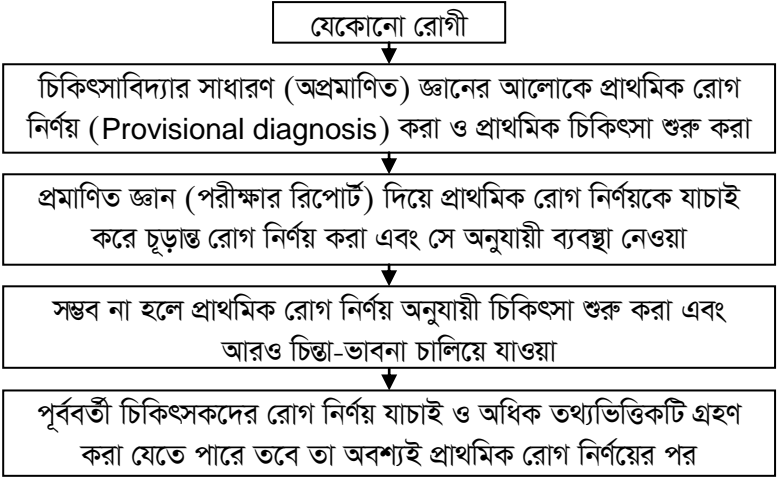 যেকোনো রোগী
চিকিৎসাবিদ্যার সাধারণ (অপ্রমাণিত) জ্ঞানের আলোকে প্রাথমিক রোগ
নির্ণয় (Provisional diagnosis) করা ও প্রাথমিক চিকিৎসা শুরু করা
প্রমাণিত জ্ঞান (পরীক্ষার রিপোর্ট) দিয়ে প্রাথমিক রোগ নির্ণয়কে যাচাই
করে চূড়ান্ত রোগ নির্ণয় করা এবং সে অনুযায়ী ব্যবস্থা নেওয়া
সম্ভব না হলে প্রাথমিক রোগ নির্ণয় অনুযায়ী চিকিৎসা শুরু করা এবং
আরও চিন্তা-ভাবনা চালিয়ে যাওয়া
পূর্ববর্তী চিকিৎসকদের রোগ নির্ণয় যাচাই ও অধিক তথ্যভিত্তিকটি গ্রহণ
করা যেতে পারে তবে তা অবশ্যই প্রাথমিক রোগ নির্ণয়ের পর